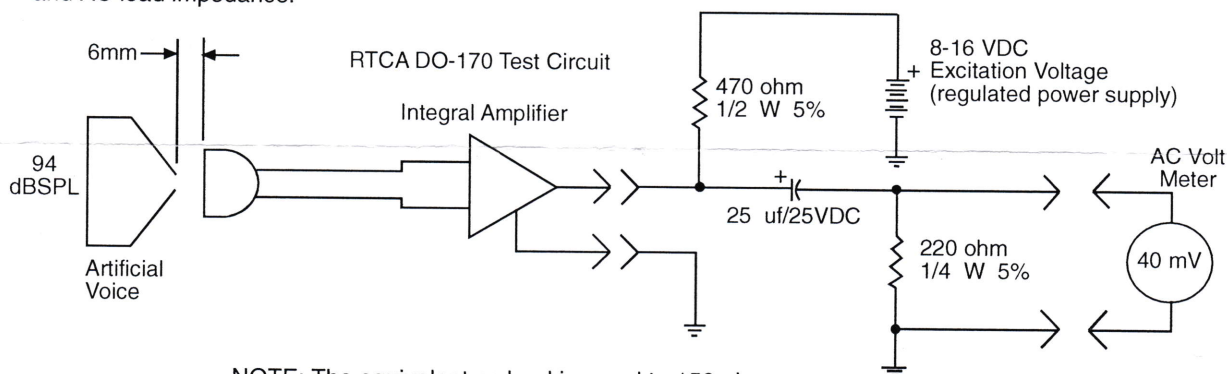 6mm
RTCA DO-170 Test Circuit
Integral Amplifier
94
dBSPL
Artificial
Voice
470 ohm
1/2 W 5%
8-16 VDC
+ Excitation Voltage
(regulated power supply)
+
25 uf/25VDC
220 ohm
1/4 W 5%
AC Volt
Meter
40 mV